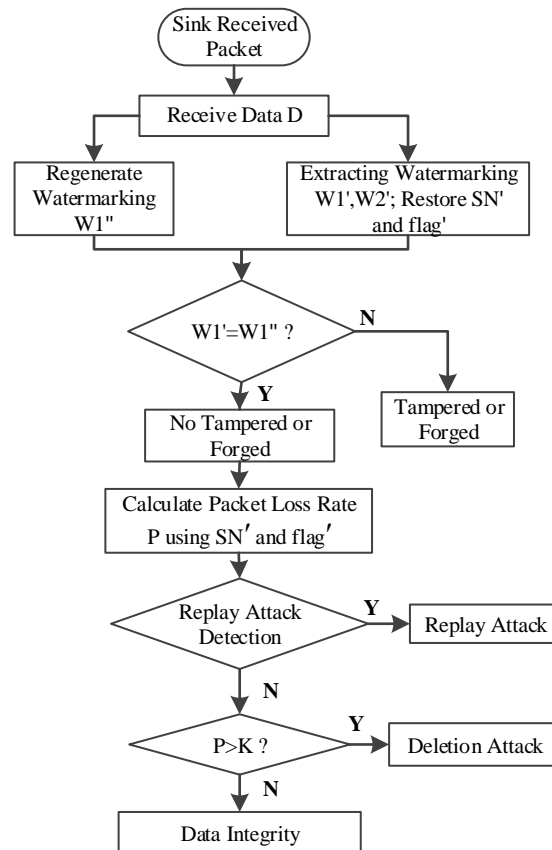 Sink Received
Packet
Receive Data D
Regenerate
Watermarking
W1"
Extracting Watermarking
W1',W2'; Restore SN'
and flag'
W1'=W1" ?
N
Y
No Tampered or
Forged
Tampered or
Forged
Calculate Packet Loss Rate
P using SN′ and flag′
Replay Attack
Detection
Y
Replay Attack
N
P>K ?
Y
Deletion Attack
N
Data Integrity